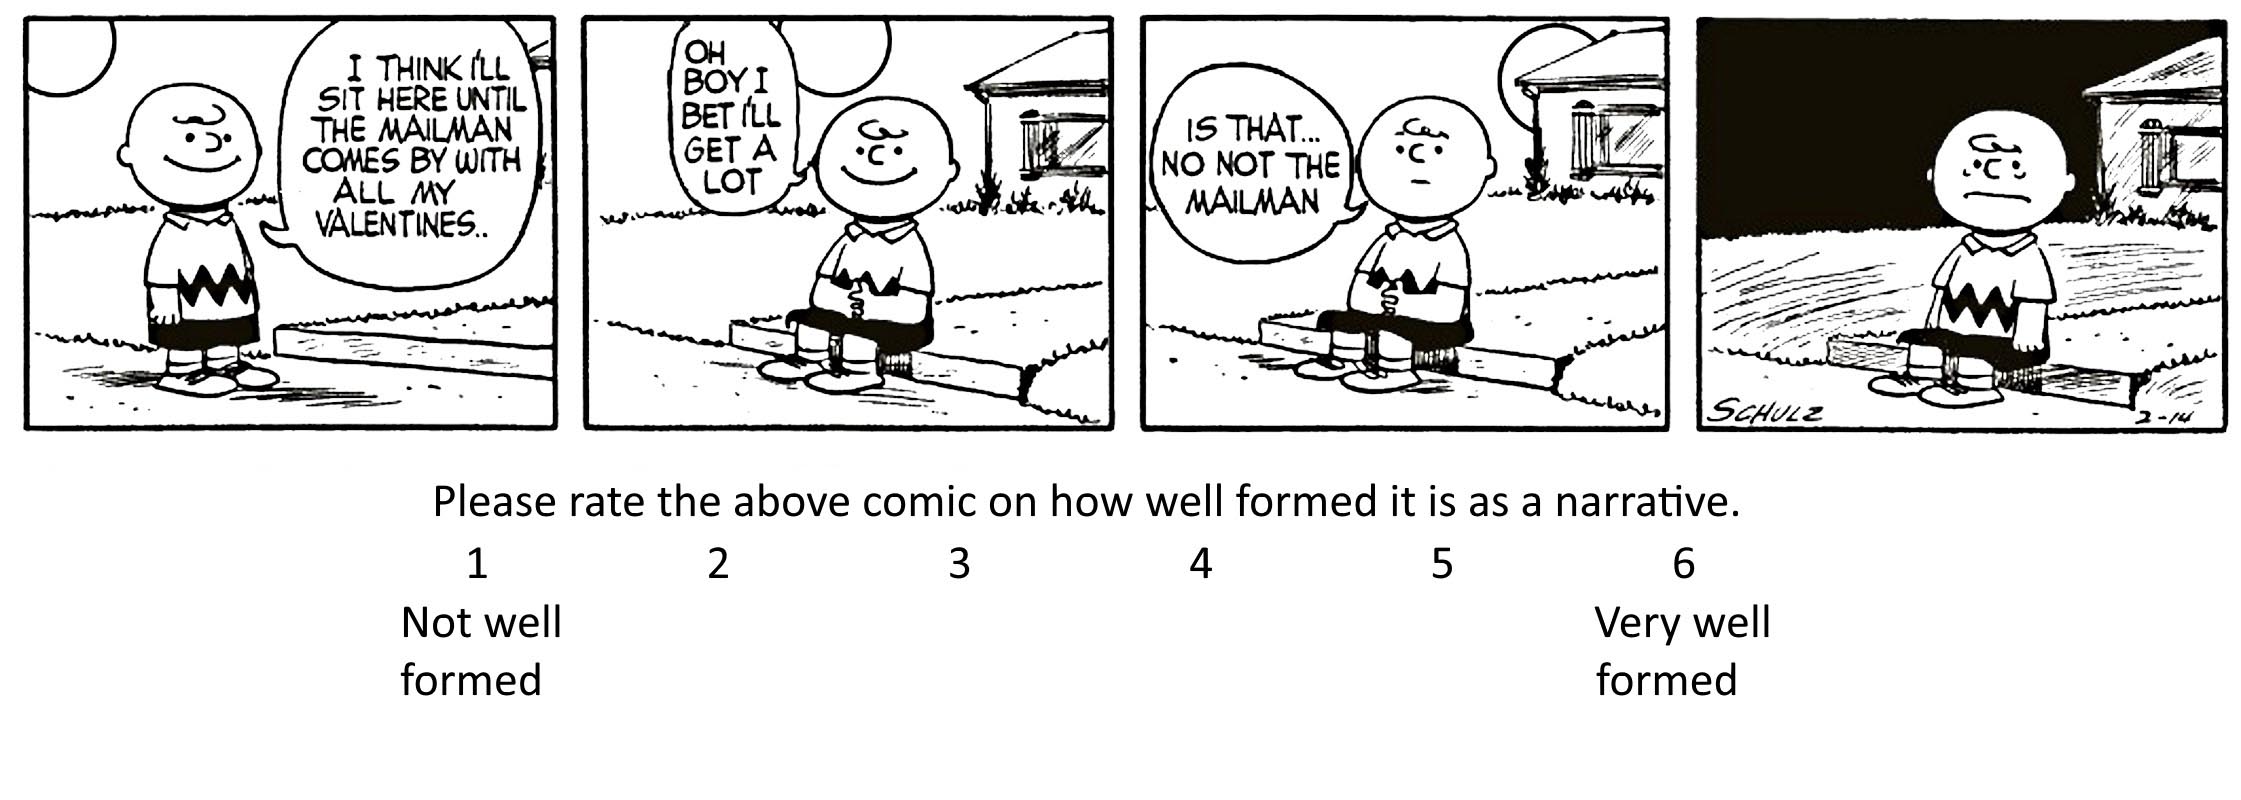 I THINK I'LL
SIT HERE UNTIL
THE MAILMAN
COMES BY WITH
ALL MY
VALENTINES..
OH
BOY I
BET I'LL
GET A
LOT
IS THAT...
NO NOT THE
MAILMAN
SCHULZ
2-14
Please rate the above comic on how well formed it is as a narrative.
1 2 3 4 5 6
Not well
formed
Very well
formed